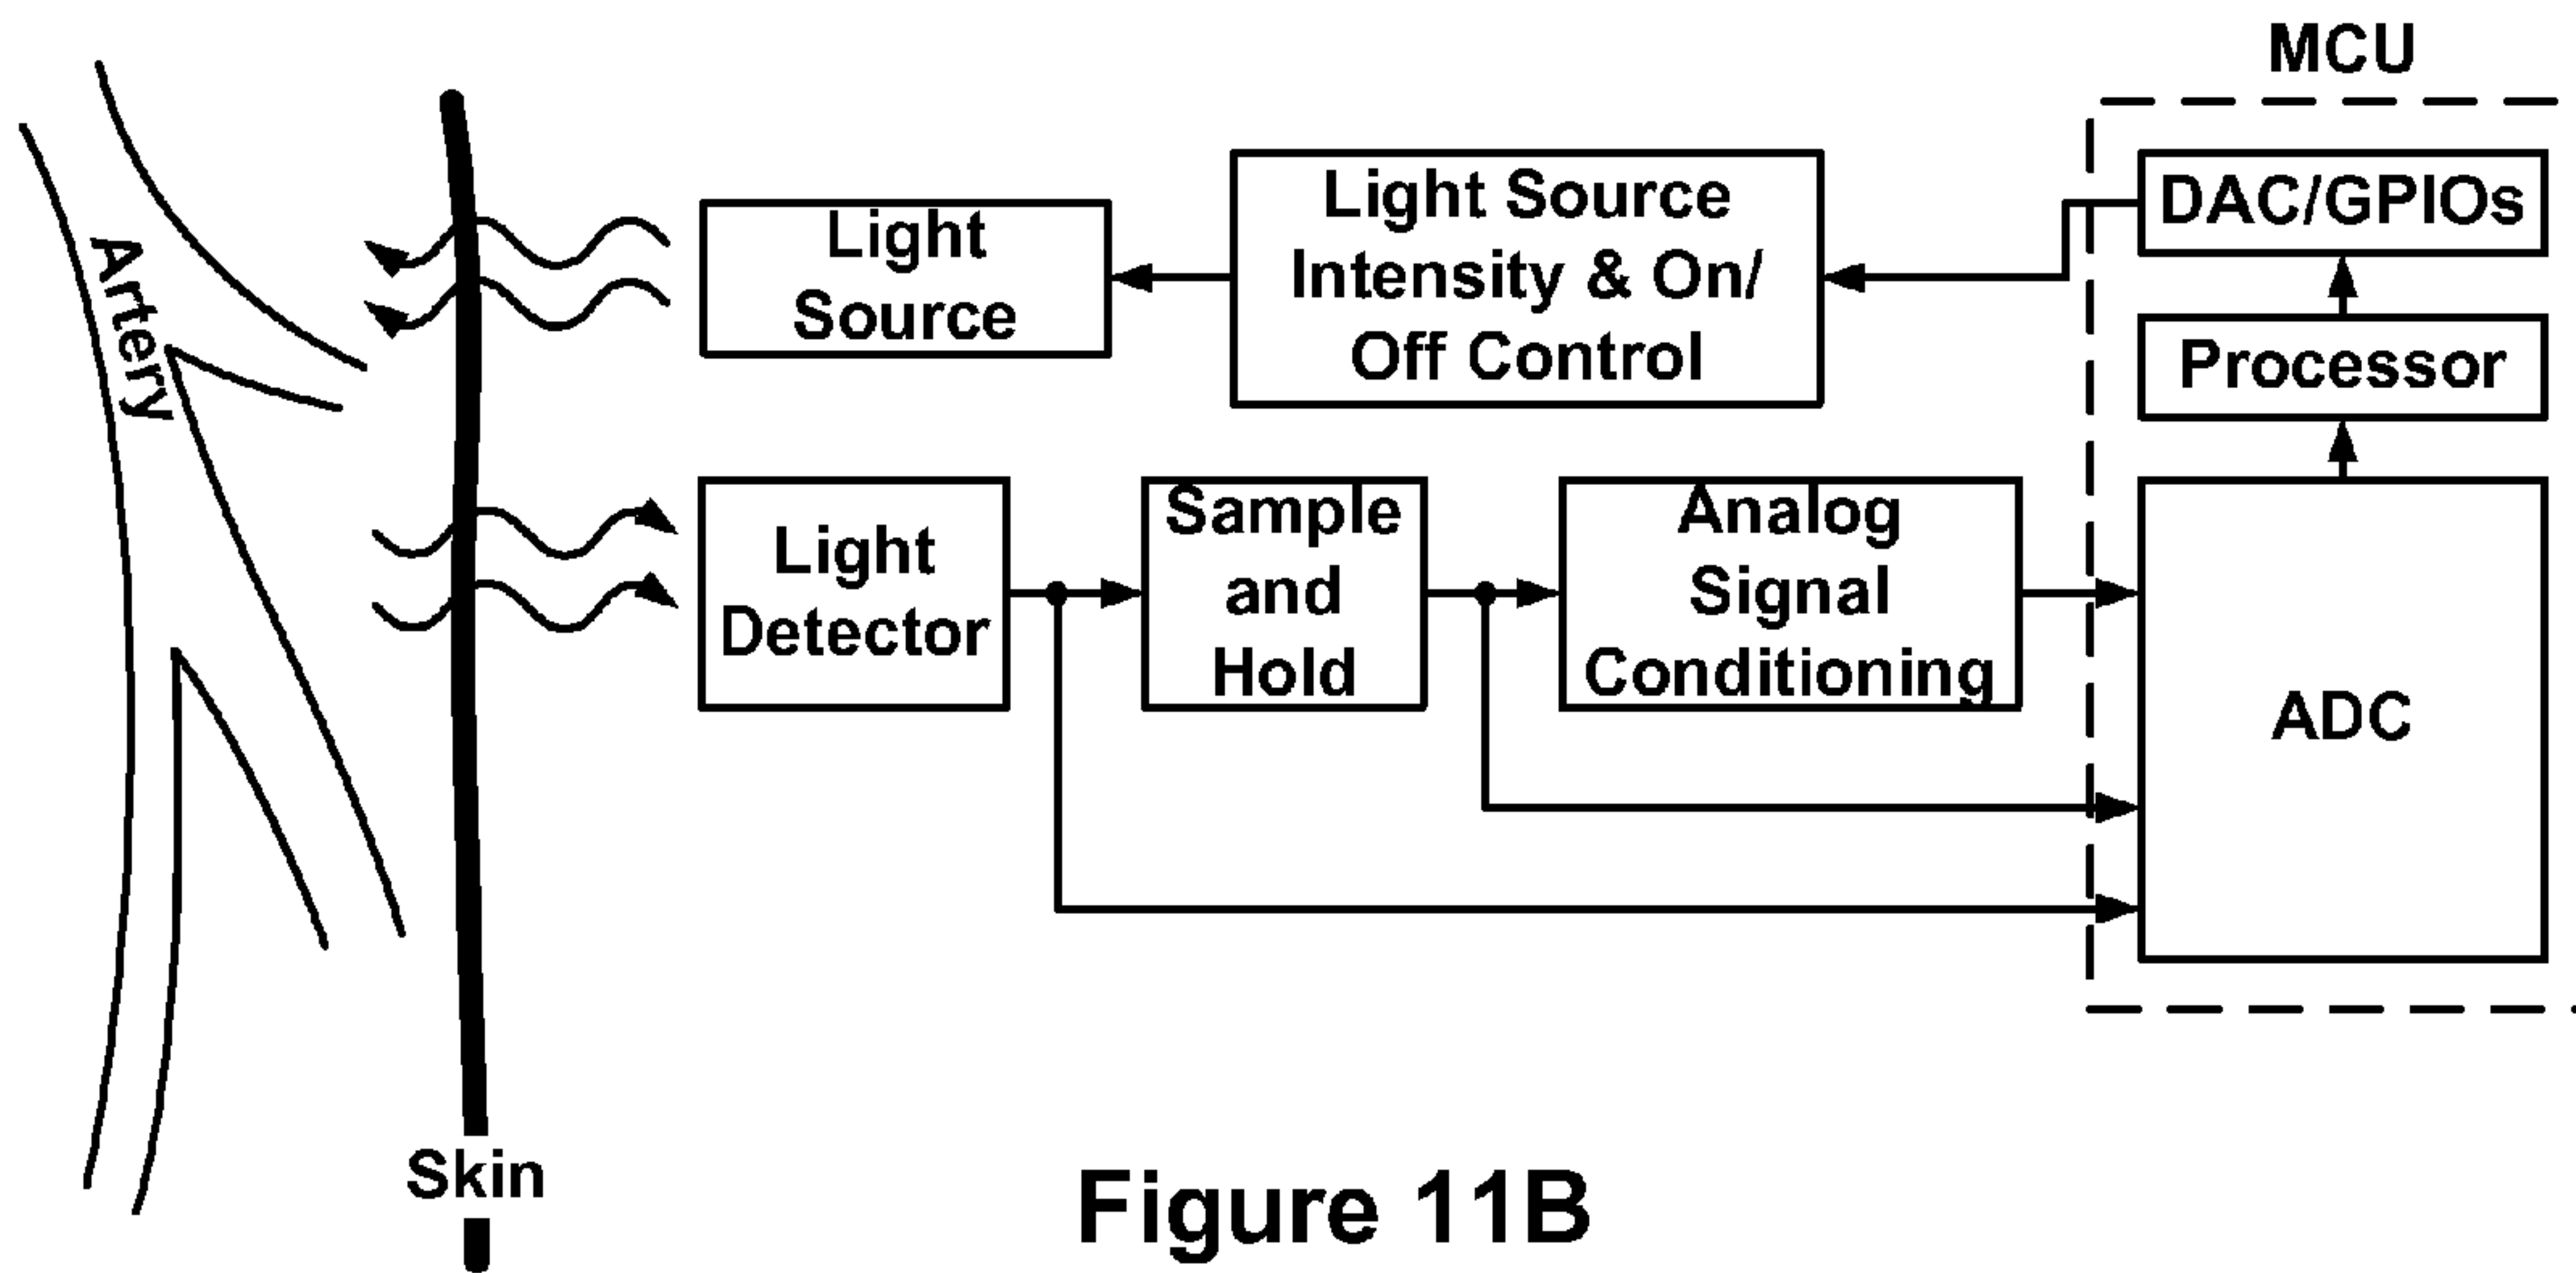 MCU
Artery
Light
Source
Light Source
Intensity & On/
Off Control
DAC/GPIOs
Processor
Light
Detector
Sample
and
Hold
Analog
Signal
Conditioning
ADC
Skin
Figure 11B